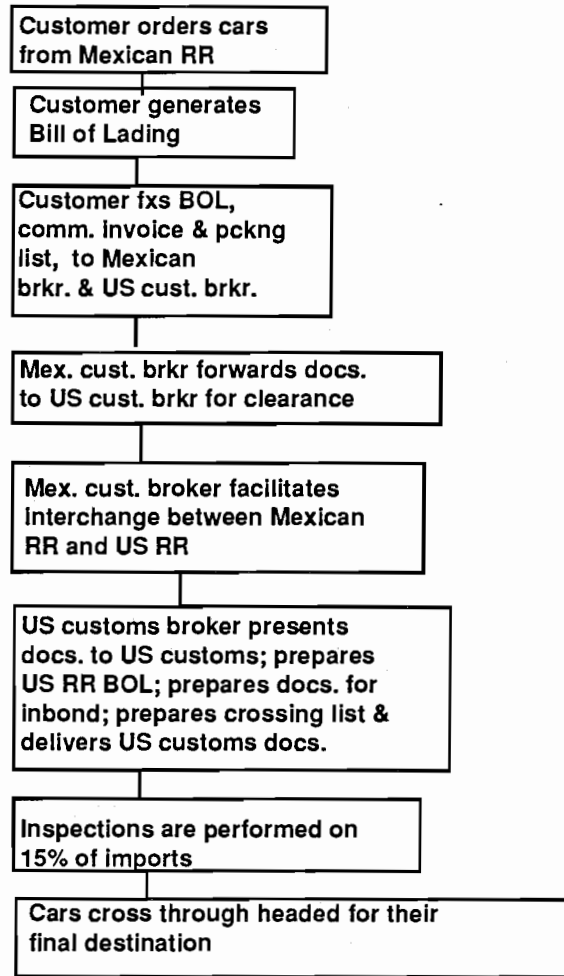 Customer orders cars
from Mexican RR
Customer generates
Bill of Lading
Customer fxs BOL,
comm. invoice & pckng
list, to Mexican
brkr. & US cust. brkr.
Mex. cust. brkr forwards docs.
to US cust. brkr for clearance
Mex. cust. broker facilitates
interchange between Mexican
RR and US RR
US customs broker presents
docs. to US customs; prepares
US RR BOL; prepares docs. for
inbond; prepares crossing list &
delivers US customs docs.
Inspections are performed on
15% of imports
Cars cross through headed for their
final destination